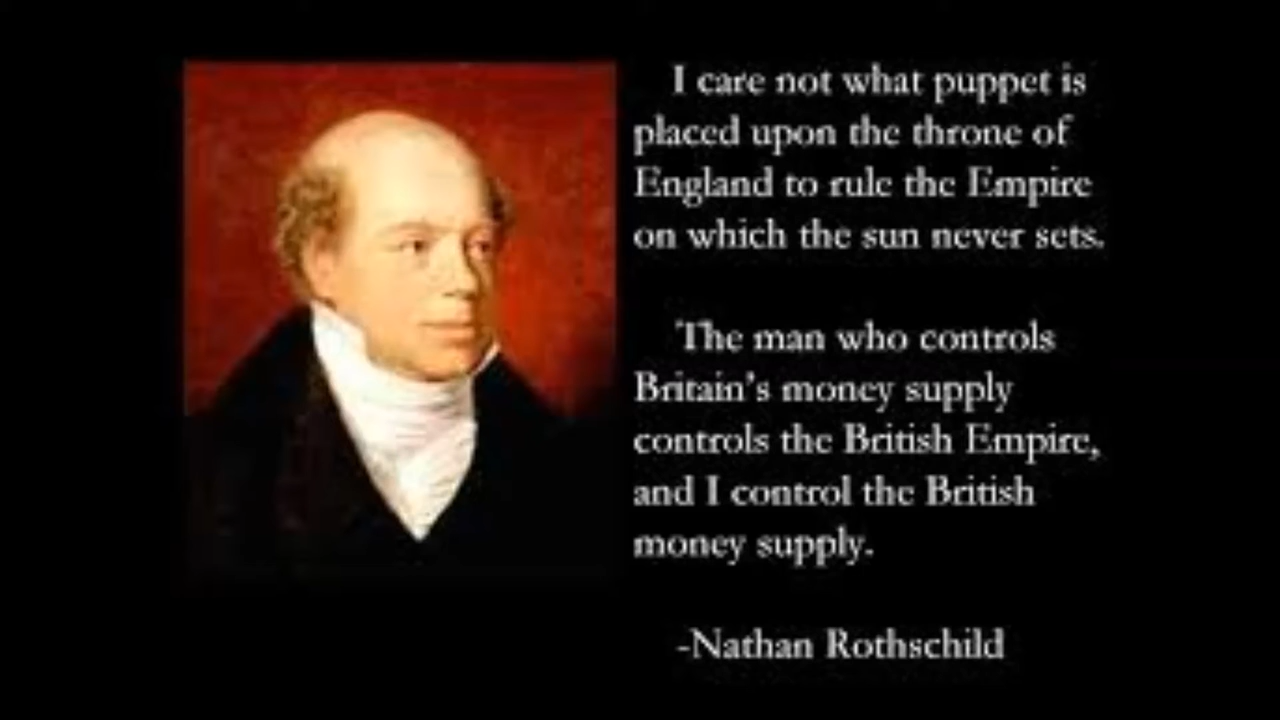 I care not what puppet is
placed upon the throne of
England to rule the Empire
on which the sun never sets.
The man who controls
Britain's money supply
controls the British Empire,
and I control the British
money supply.
-Nathan Rothschild